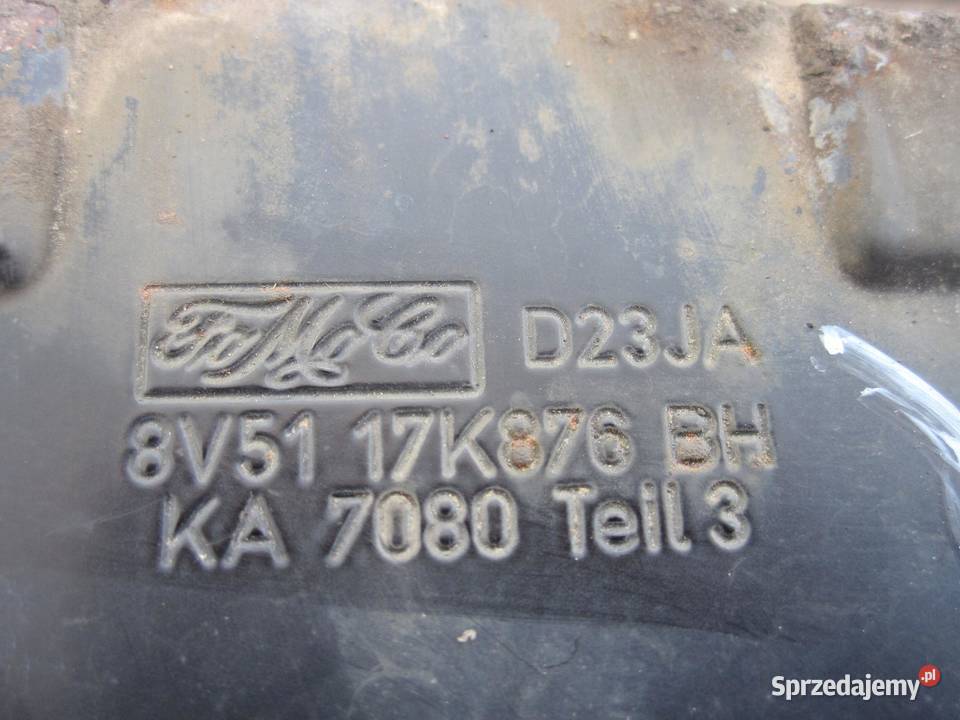 FoMoCo D23JA
8V51 17K876 BH
KA 7080 Teil 3
Sprzedajemy.pl